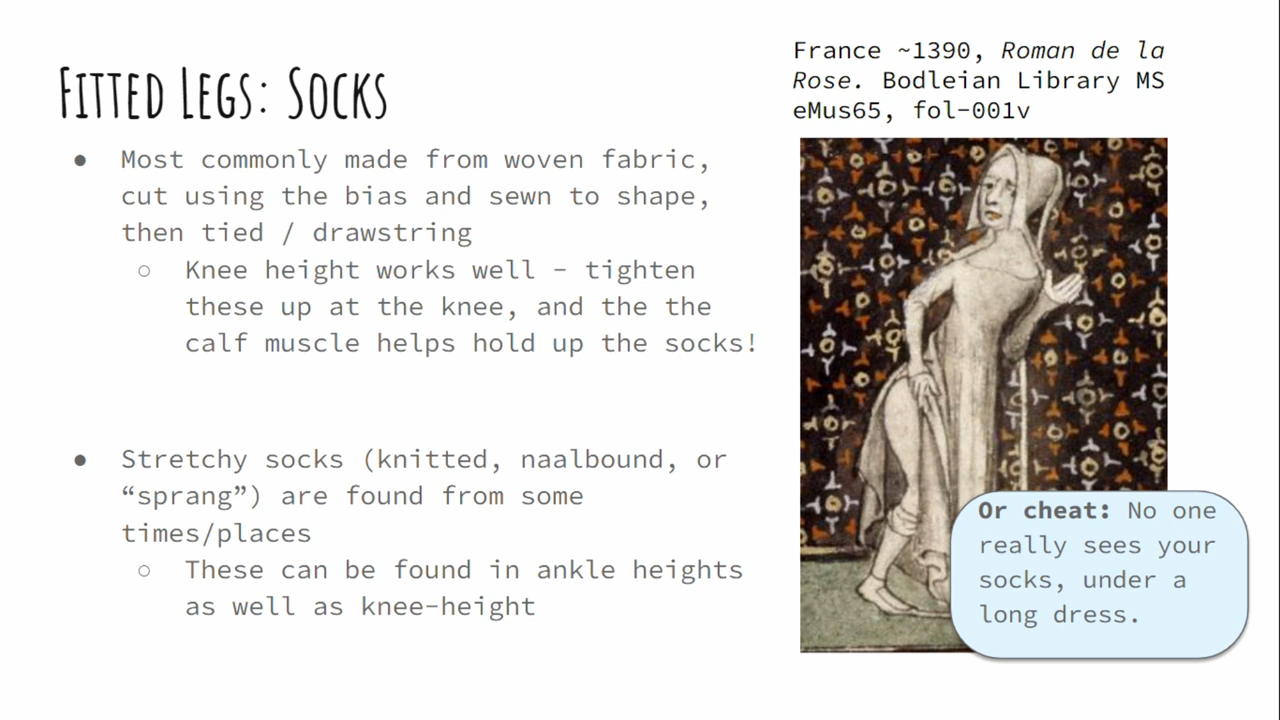 Fitted Legs: Socks
● Most commonly made from woven fabric,
cut using the bias and sewn to shape,
then tied / drawstring
○ Knee height works well - tighten
these up at the knee, and the the
calf muscle helps hold up the socks!
● Stretchy socks (knitted, naalbound, or
“sprang”) are found from some
times/places
○ These can be found in ankle heights
as well as knee-height
France ~1390, Roman de la
Rose. Bodleian Library MS
eMus65, fol-001v
Or cheat: No one
really sees your
socks, under a
long dress.